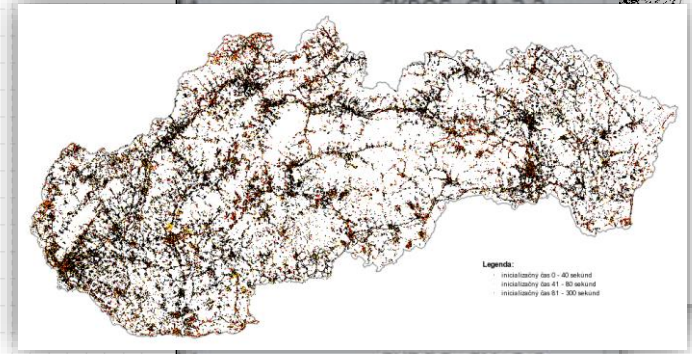 Legenda:
inicializačný čas 0 - 40 sekúnd
inicializačný čas 41 - 80 sekúnd
inicializačný čas 81 - 300 sekúnd